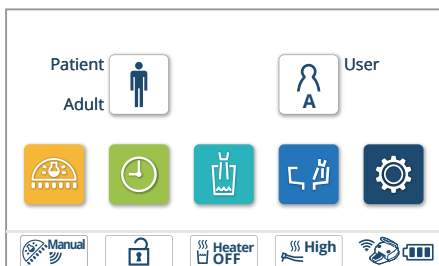 Patient
User
Adult
A
Manual
Heater
OFF
High